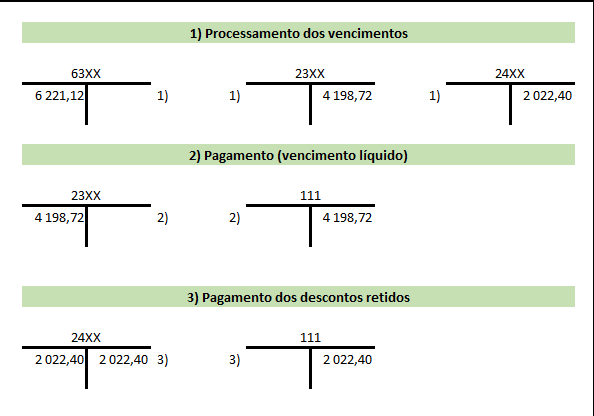 1) Processamento dos vencimentos
63XX 23XX 24XX
6 221,12 1) 1) 4 198,72 1) 2 022,40
2) Pagamento (vencimento líquido)
23XX 111
4 198,72 2) 2) 4 198,72
3) Pagamento dos descontos retidos
24XX 111
2 022,40 2 022,40 3) 3) 2 022,40